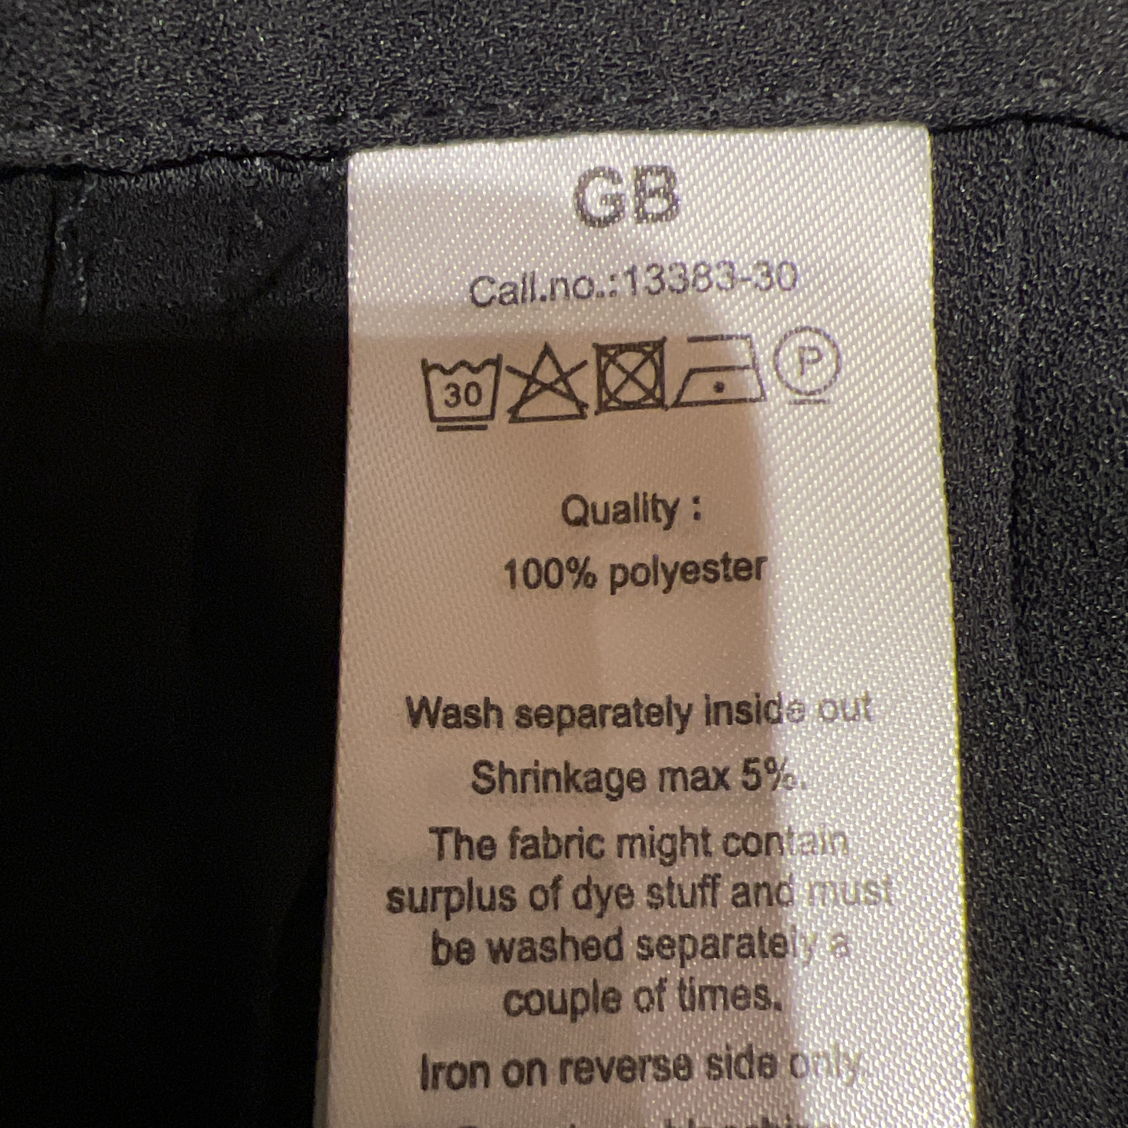 GB
Call.no.:13383-30
30 P
Quality :
100% polyester
Wash separately inside out
Shrinkage max 5%.
The fabric might contain
surplus of dye stuff and must
be washed separately a
couple of times.
Iron on reverse side only.